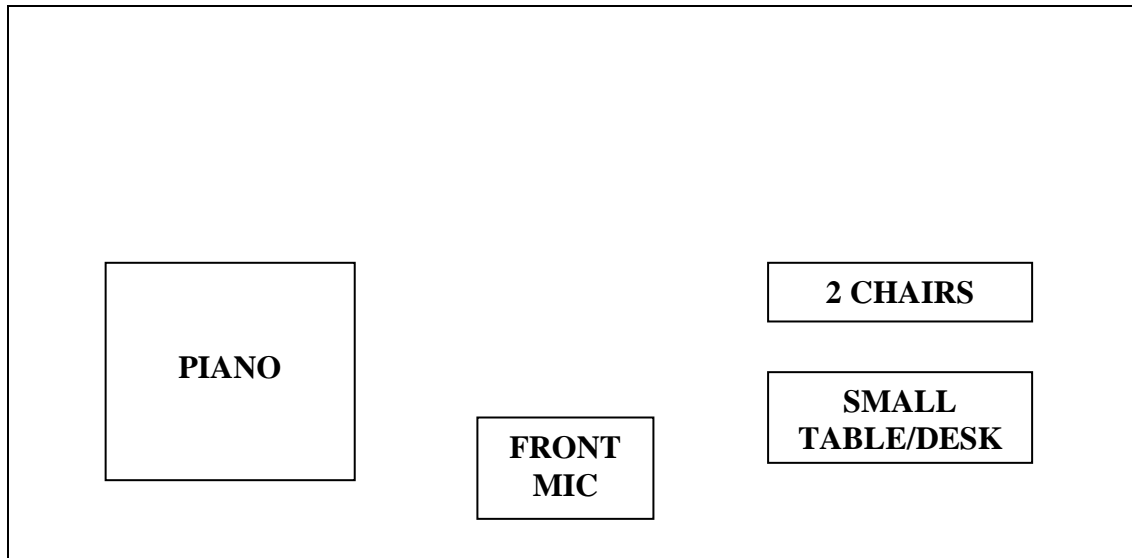 2 CHAIRS
PIANO
SMALL
TABLE/DESK
FRONT
MIC